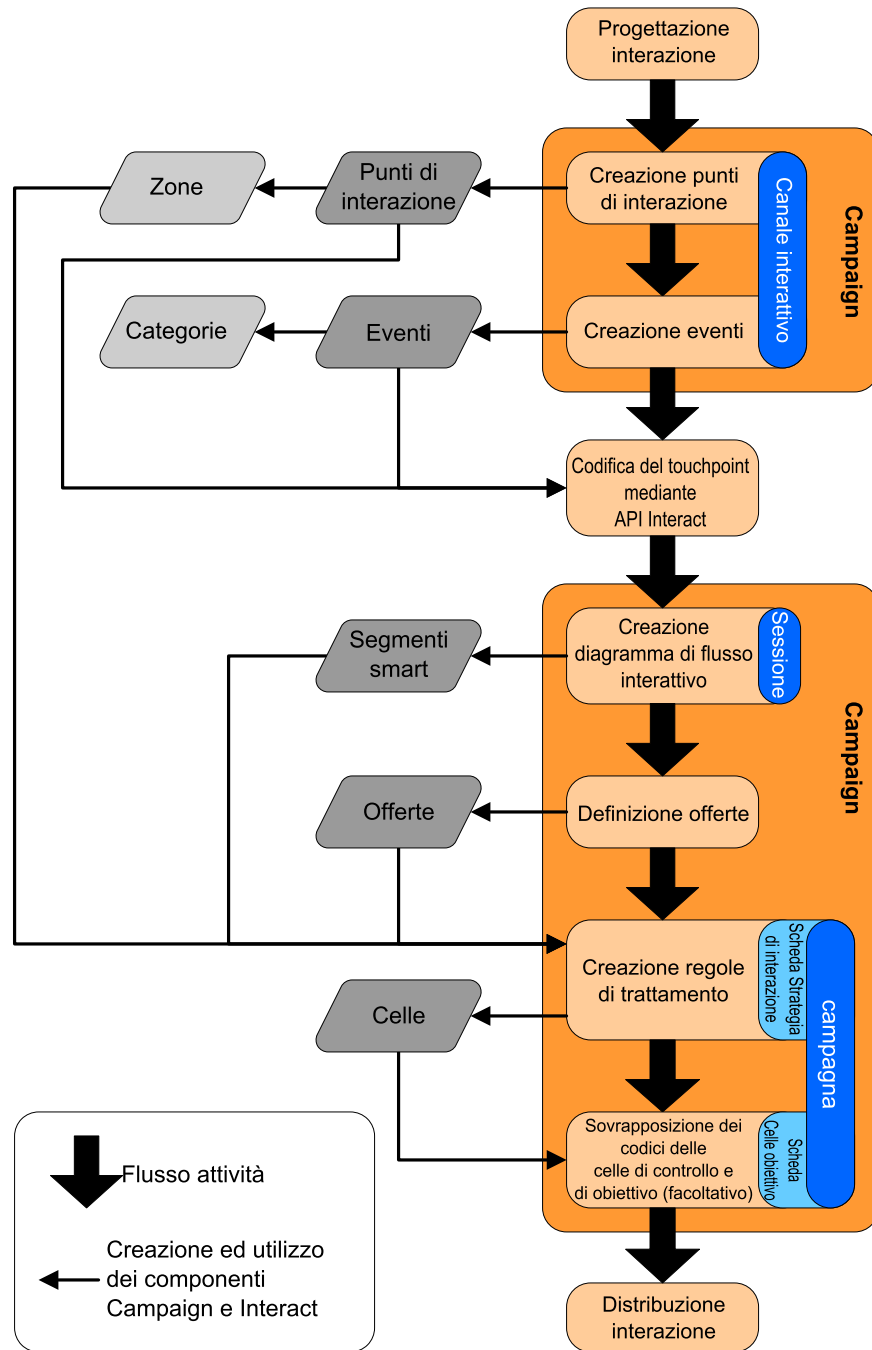 Progettazione
interazione
Zone
Punti di
interazione
Creazione punti
di interazione
Canale interattivo
Campaign
Categorie
Eventi
Creazione eventi
Codifica del touchpoint
mediante
API Interact
Segmenti
smart
Creazione
diagramma di flusso
interattivo
Sessione
Campaign
Offerte
Definizione offerte
Creazione regole
di trattamento
Scheda Strategia
di interazione
campagna
Celle
Sovrapposizione dei
codici delle
celle di controllo e
di obiettivo (facoltativo)
Scheda
Celle obiettivo
Flusso attività
Creazione ed utilizzo
dei componenti
Campaign e Interact
Distribuzione
interazione